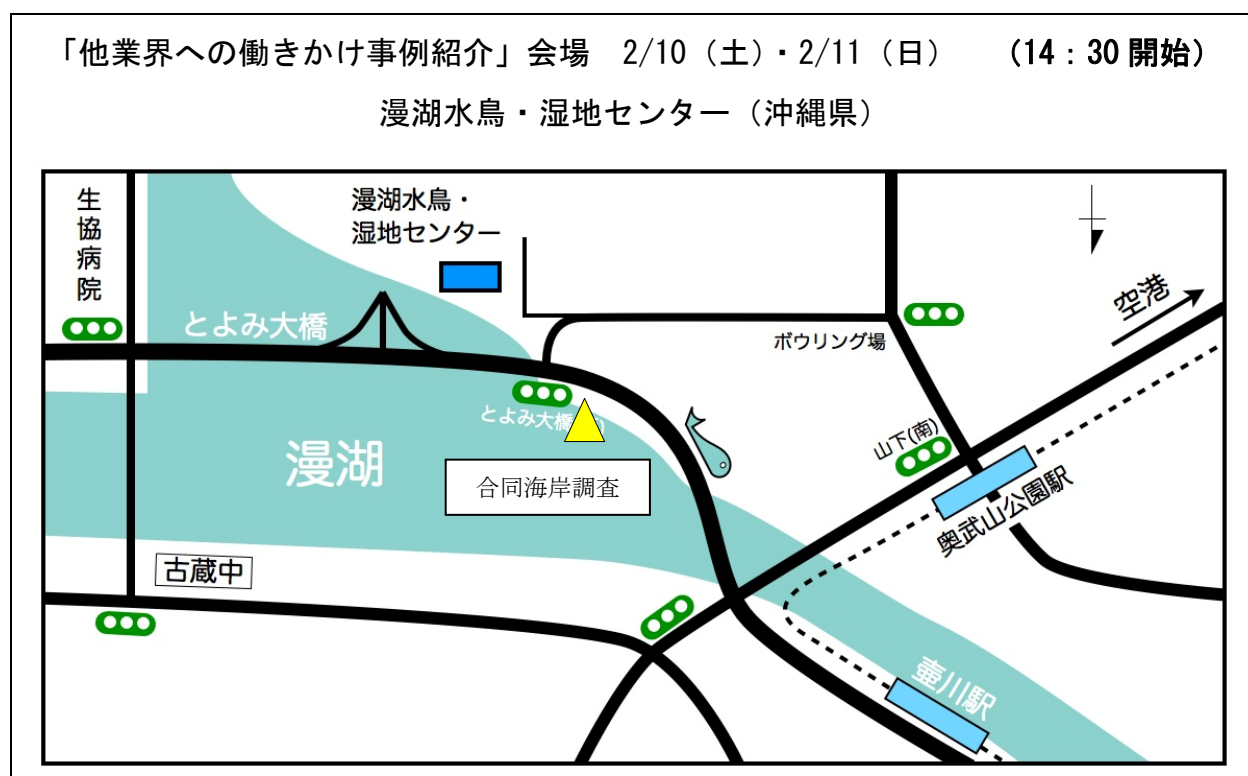 「他業界への働きかけ事例紹介」会場　2/10（土）・2/11（日）　（14：30 開始）
漫湖水鳥・湿地センター（沖縄県）
生協病院
漫湖水鳥・
湿地センター
とよみ大橋
ボウリング場
空港
とよみ大橋
山下(南)
漫湖
合同海岸調査
奥武山公園駅
古蔵中
壷川駅